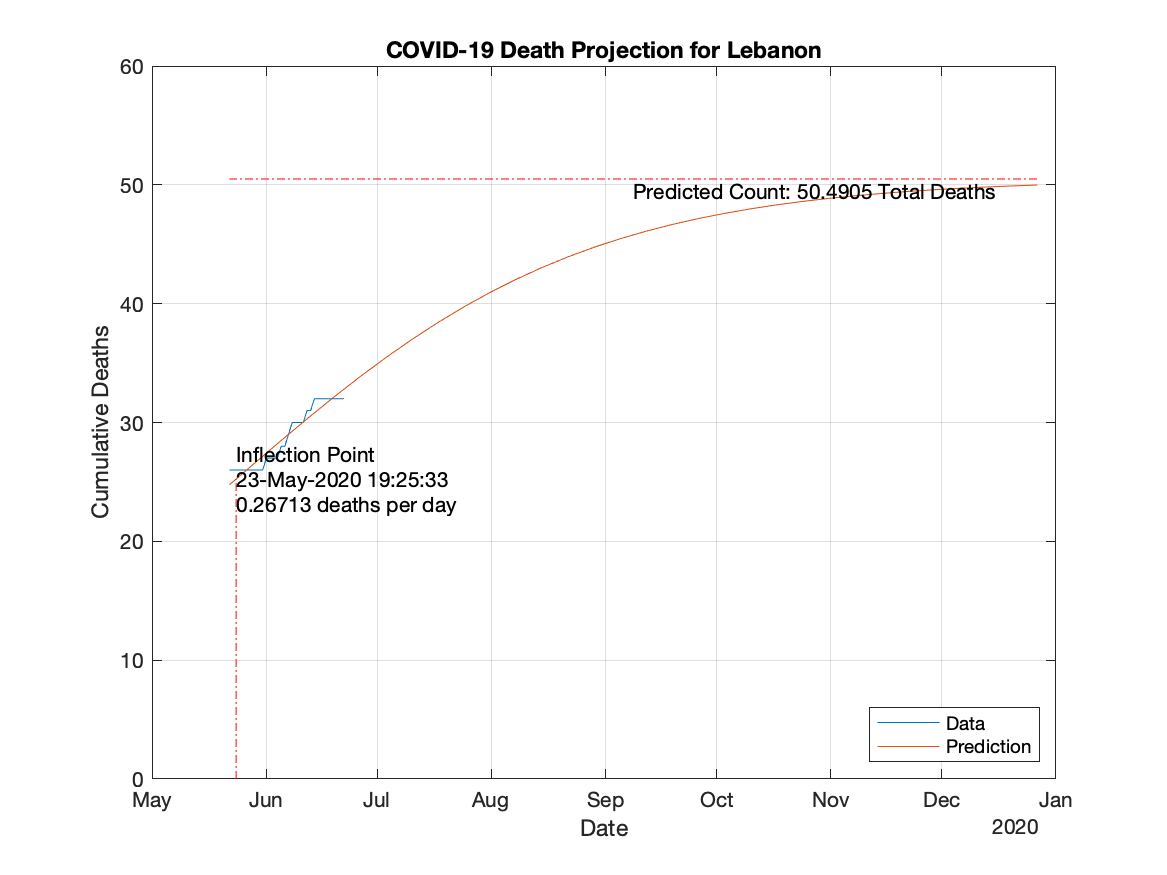 COVID-19 Death Projection for Lebanon
60
50
40
30
20
10
0
Cumulative Deaths
Predicted Count: 50.4905 Total Deaths
Inflection Point
23-May-2020 19:25:33
0.26713 deaths per day
Data
Prediction
May Jun Jul Aug Sep Oct Nov Dec Jan
Date
2020